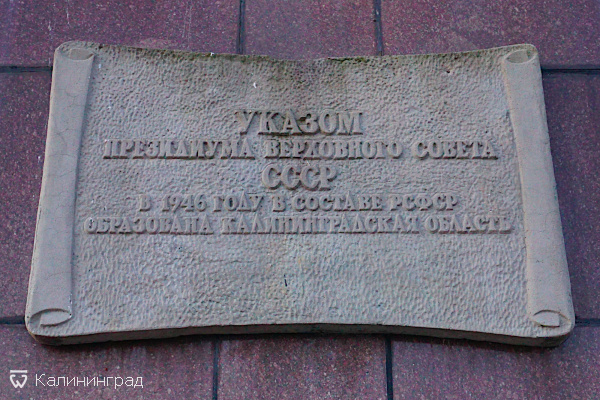 УКАЗОМ
ПРЕЗИДИУМА ВЕРХОВНОГО СОВЕТА
СССР
В 1946 ГОДУ В СОСТАВЕ РСФСР
ОБРАЗОВАНА КАЛИНИНГРАДСКАЯ ОБЛАСТЬ
Калининград